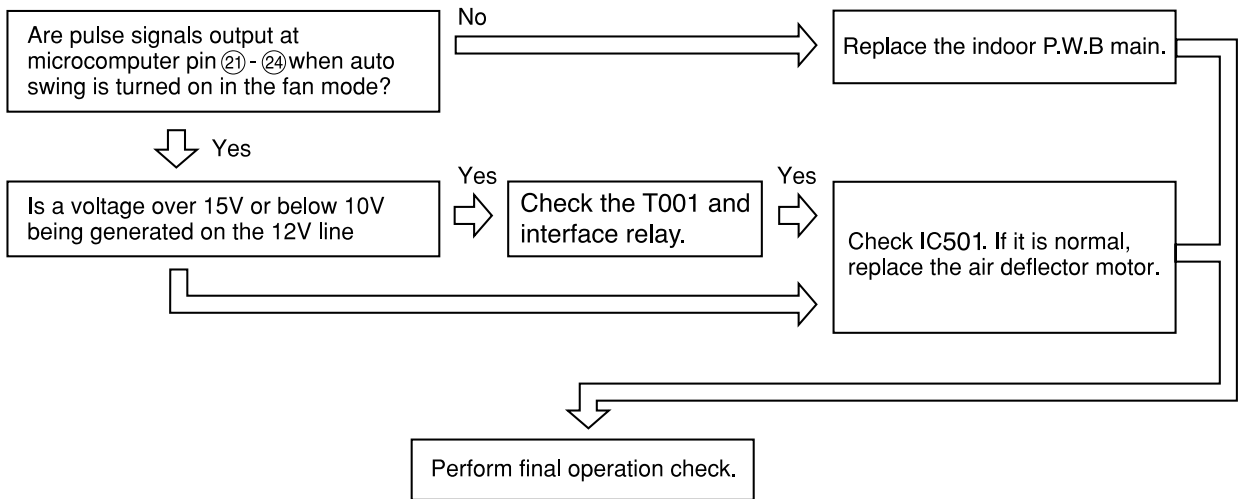 Are pulse signals output at
microcomputer pin ㉑ - ㉔ when auto
swing is turned on in the fan mode?
No
Replace the indoor P.W.B main.
Yes
Is a voltage over 15V or below 10V
being generated on the 12V line
Yes
Check the T001 and
interface relay.
Yes
Check IC501. If it is normal,
replace the air deflector motor.
Perform final operation check.